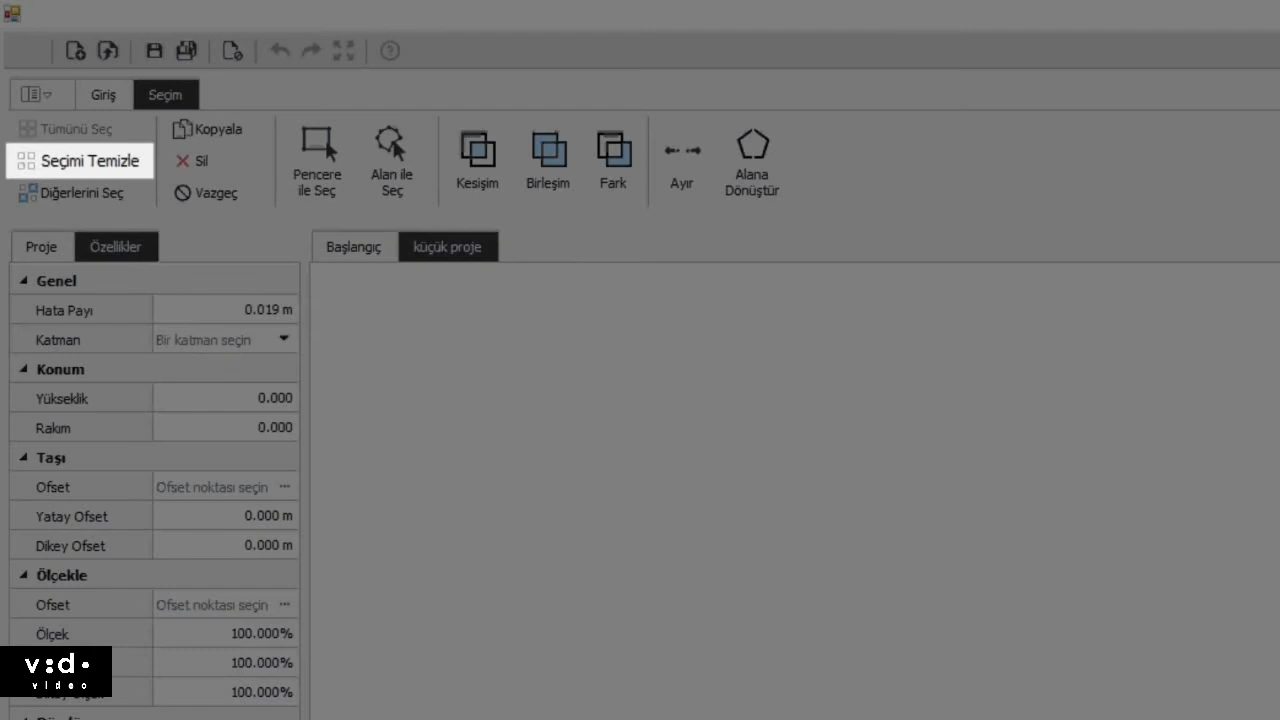 Giriş
Seçim
Tümünü Seç
Seçimi Temizle
Diğerlerini Seç
Kopyala
Sil
Vazgeç
Pencere
ile Seç
Alan ile
Seç
Kesişim
Birleşim
Fark
Ayır
Alana
Dönüştür
Proje
Özellikler
Başlangıç
küçük proje
Genel
Hata Payı 0.019 m
Katman Bir katman seçin
Konum
Yükseklik 0.000
Rakım 0.000
Taşı
Ofset Ofset noktası seçin ...
Yatay Ofset 0.000 m
Dikey Ofset 0.000 m
Ölçekle
Ofset Ofset noktası seçin ...
Ölçek 100.000%
100.000%
100.000%
v:d.
video